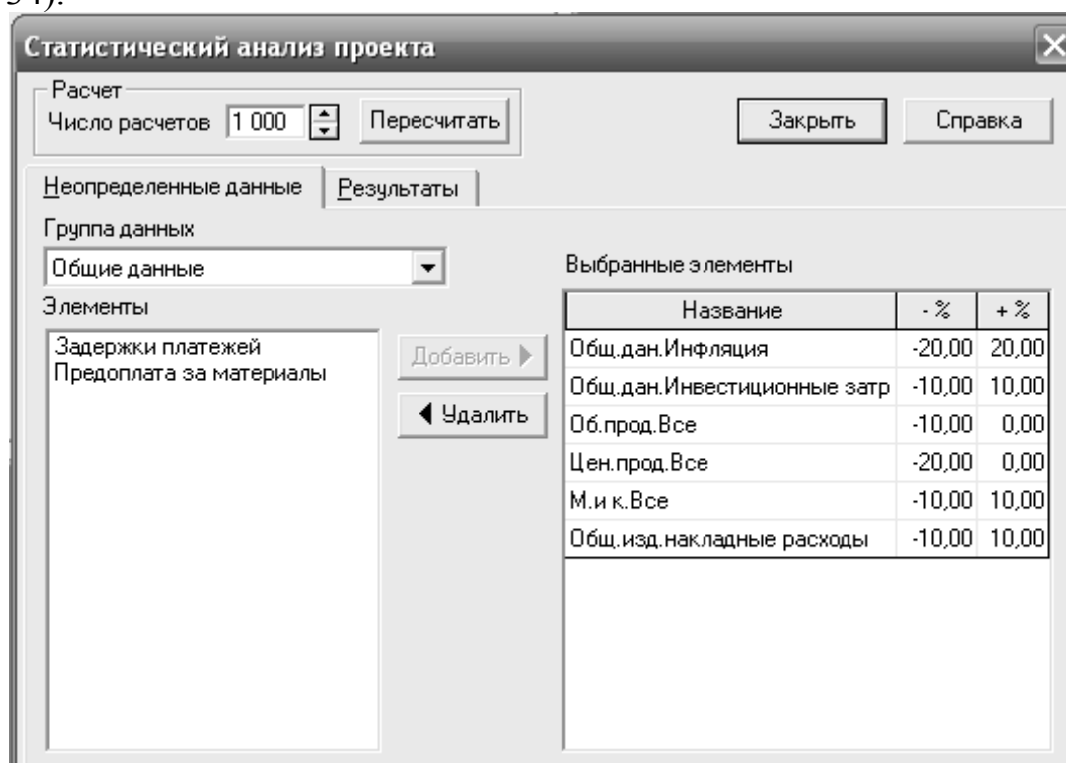 34).
Статистический анализ проекта
Расчет
Число расчетов 1 000 Пересчитать
Закрыть Справка
Неопределенные данные Результаты
Группа данных
Общие данные
Элементы
Задержки платежей
Предоплата за материалы
Добавить
Удалить
Выбранные элементы
Название - % + %
Общ.дан.Инфляция -20,00 20,00
Общ.дан.Инвестиционные затр -10,00 10,00
Об.прод.Все -10,00 0,00
Цен.прод.Все -20,00 0,00
М.и к.Все -10,00 10,00
Общ.изд.накладные расходы -10,00 10,00